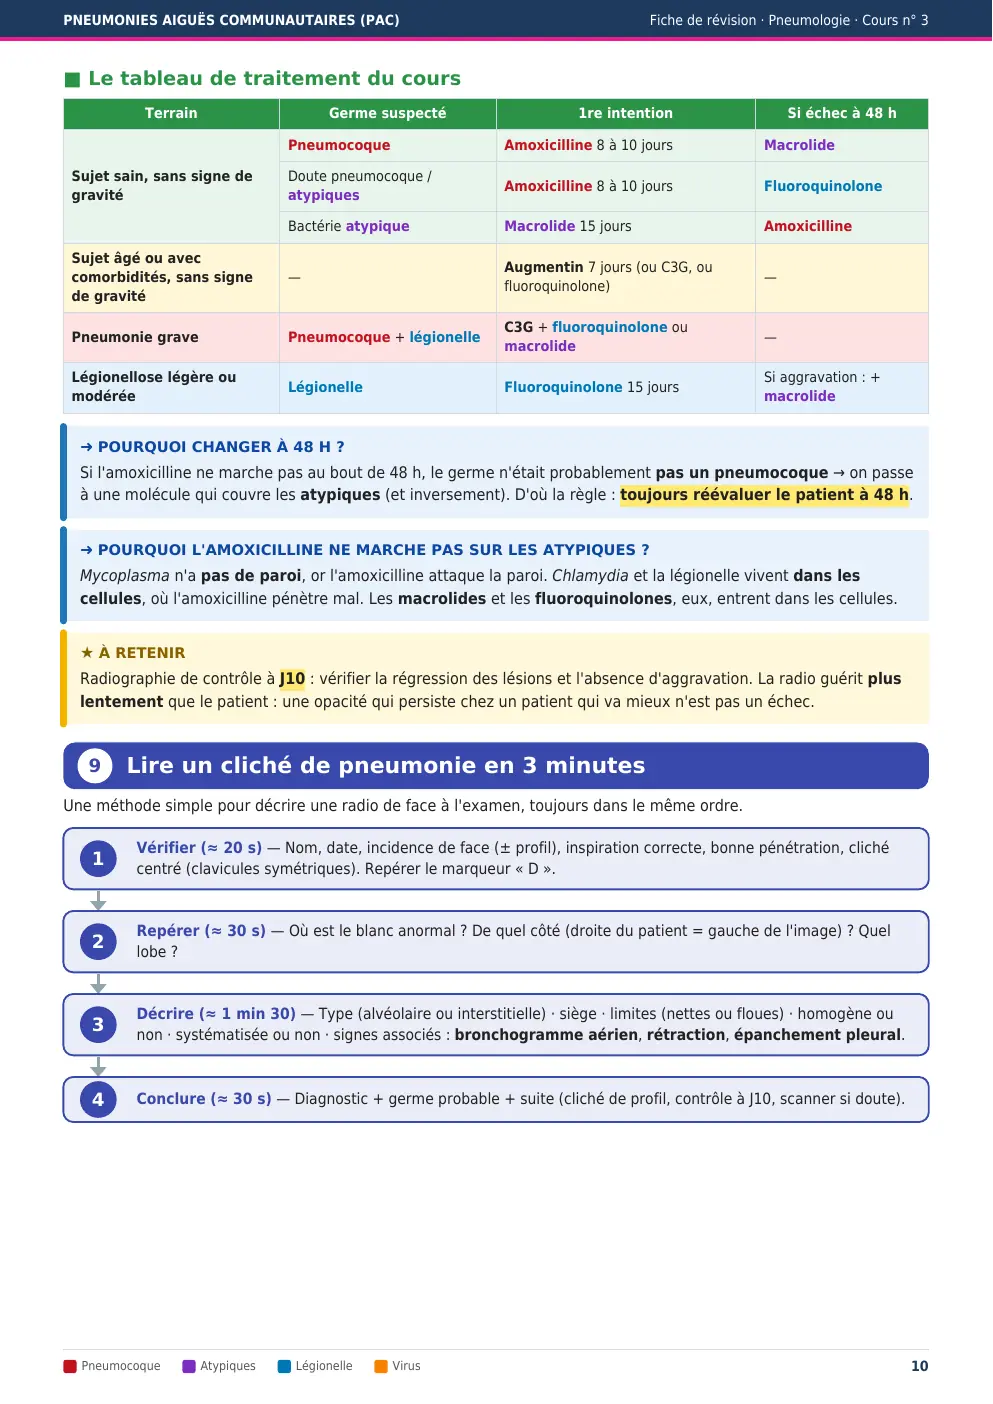 PNEUMONIES AIGUËS COMMUNAUTAIRES (PAC)
Fiche de révision · Pneumologie · Cours n° 3
■ Le tableau de traitement du cours
Terrain
Germe suspecté
1re intention
Si échec à 48 h
Sujet sain, sans signe de
gravité
Pneumocoque
Amoxicilline 8 à 10 jours
Macrolide
Doute pneumocoque /
atypiques
Amoxicilline 8 à 10 jours
Fluoroquinolone
Bactérie atypique
Macrolide 15 jours
Amoxicilline
Sujet âgé ou avec
comorbidités, sans signe
de gravité
—
Augmentin 7 jours (ou C3G, ou
fluoroquinolone)
—
Pneumonie grave
Pneumocoque + légionelle
C3G + fluoroquinolone ou
macrolide
—
Légionellose légère ou
modérée
Légionelle
Fluoroquinolone 15 jours
Si aggravation : +
macrolide
➜ POURQUOI CHANGER À 48 H ?
Si l'amoxicilline ne marche pas au bout de 48 h, le germe n'était probablement pas un pneumocoque → on passe
à une molécule qui couvre les atypiques (et inversement). D'où la règle : toujours réévaluer le patient à 48 h.
➜ POURQUOI L'AMOXICILLINE NE MARCHE PAS SUR LES ATYPIQUES ?
Mycoplasma n'a pas de paroi, or l'amoxicilline attaque la paroi. Chlamydia et la légionelle vivent dans les
cellules, où l'amoxicilline pénètre mal. Les macrolides et les fluoroquinolones, eux, entrent dans les cellules.
★ À RETENIR
Radiographie de contrôle à J10 : vérifier la régression des lésions et l'absence d'aggravation. La radio guérit plus
lentement que le patient : une opacité qui persiste chez un patient qui va mieux n'est pas un échec.
9 Lire un cliché de pneumonie en 3 minutes
Une méthode simple pour décrire une radio de face à l'examen, toujours dans le même ordre.
1
Vérifier (≈ 20 s) — Nom, date, incidence de face (± profil), inspiration correcte, bonne pénétration, cliché
centré (clavicules symétriques). Repérer le marqueur « D ».
2
Repérer (≈ 30 s) — Où est le blanc anormal ? De quel côté (droite du patient = gauche de l'image) ? Quel
lobe ?
3
Décrire (≈ 1 min 30) — Type (alvéolaire ou interstitielle) · siège · limites (nettes ou floues) · homogène ou
non · systématisée ou non · signes associés : bronchogramme aérien, rétraction, épanchement pleural.
4
Conclure (≈ 30 s) — Diagnostic + germe probable + suite (cliché de profil, contrôle à J10, scanner si doute).
Pneumocoque
Atypiques
Légionelle
Virus
10